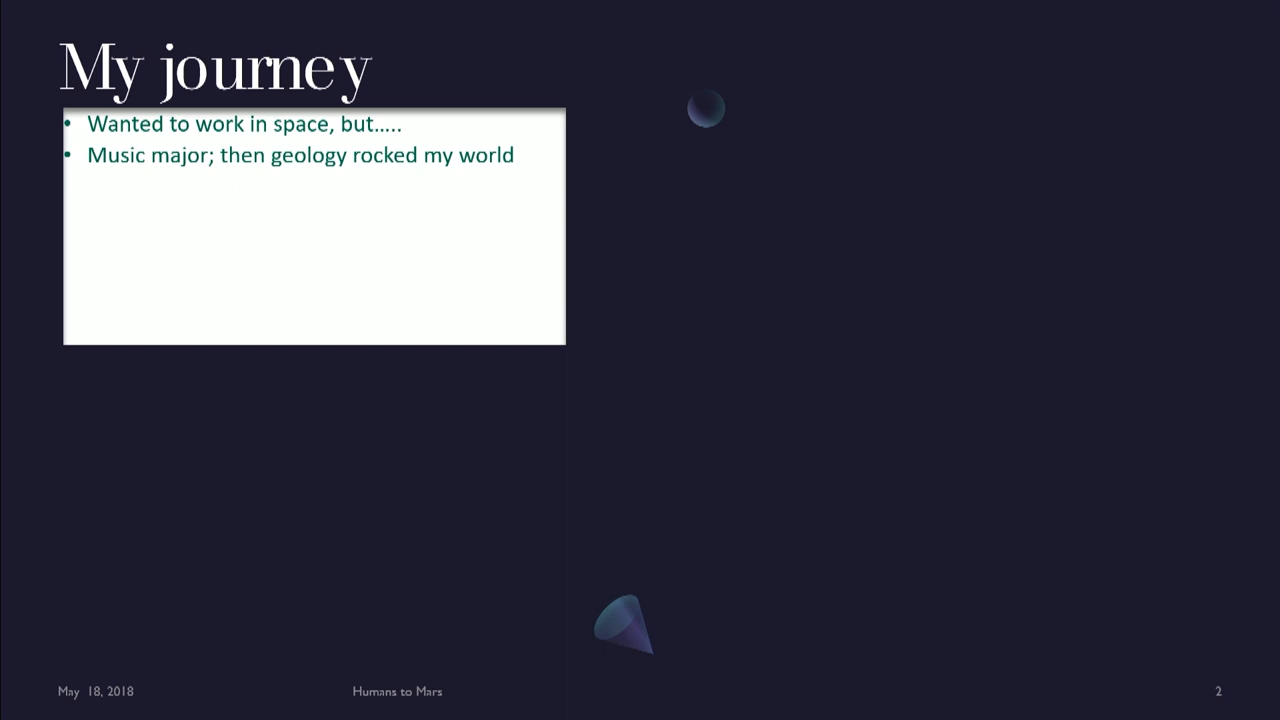 My journey
• Wanted to work in space, but.....
• Music major; then geology rocked my world
May 18, 2018
Humans to Mars
2